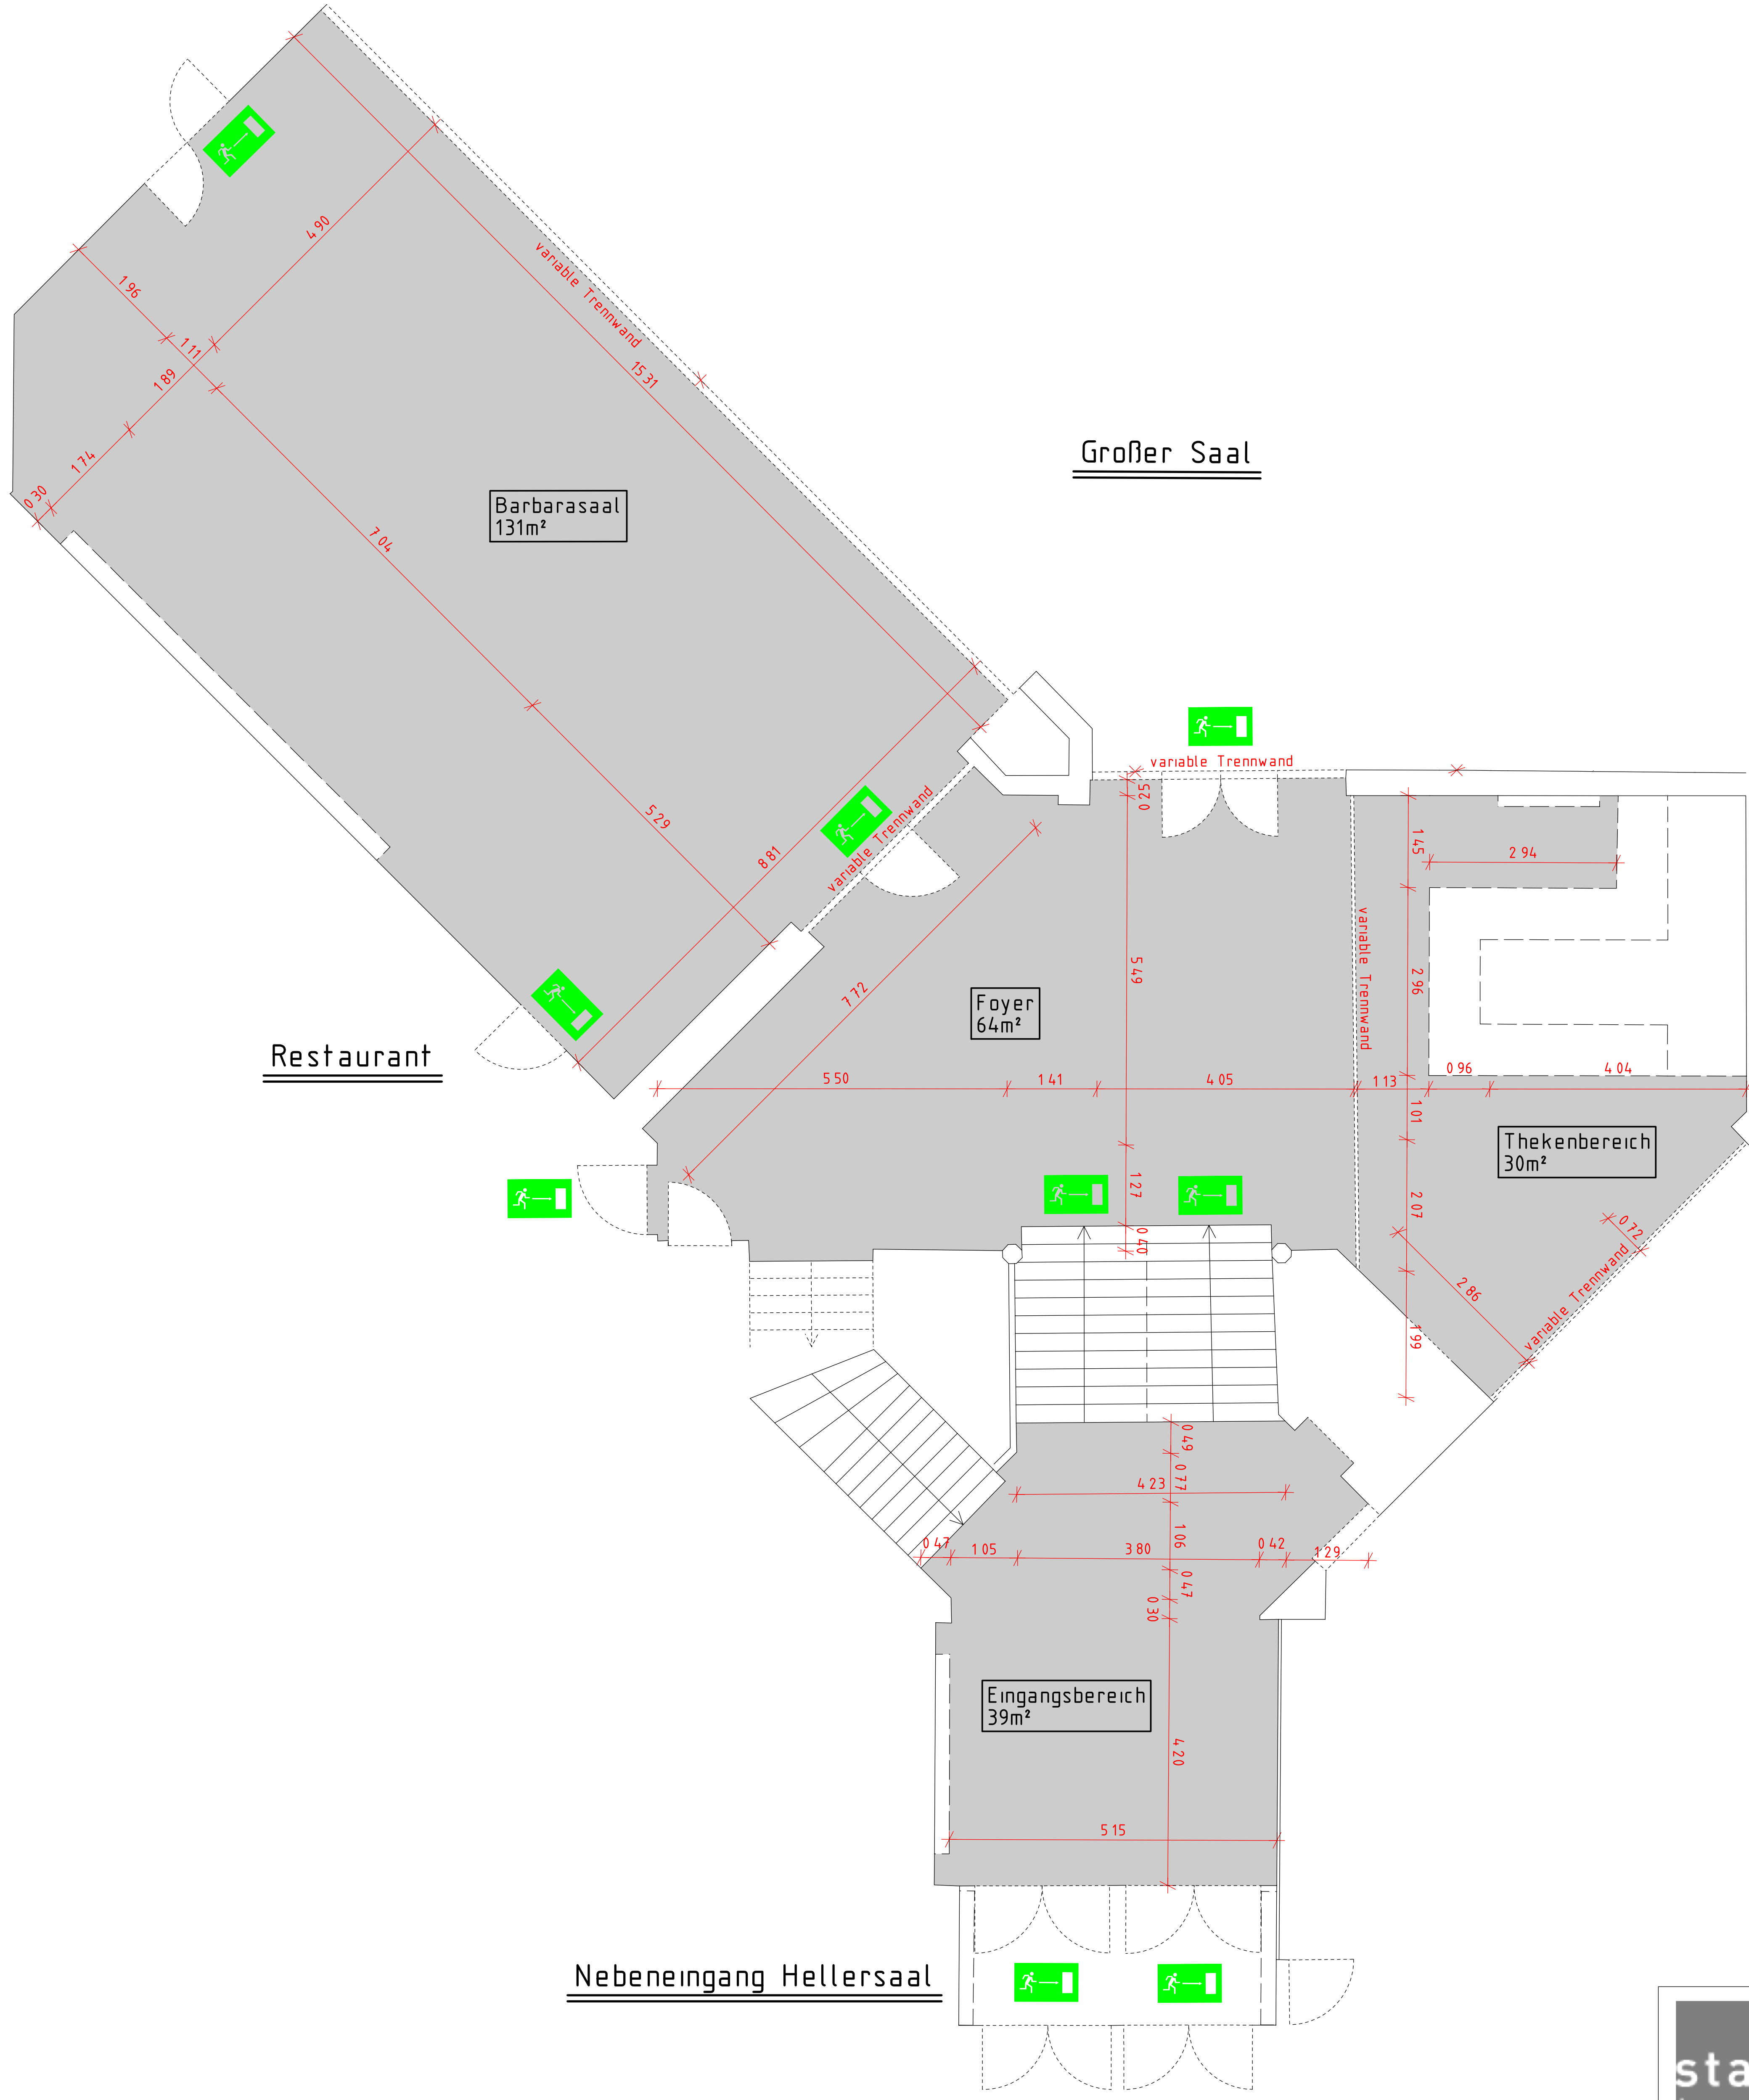 4 90
variable Trennwand
1 96
1 11
1 89
15 31
Großer Saal
1 74
0 30
Barbarasaal
131m²
7 04
5 29
8 81
variable Trennwand
variable Trennwand
0 25
1 45
2 94
variable Trennwand
2 96
5 49
7 72
Foyer
64m²
Restaurant
5 50
1 41
4 05
1 13
0 96
4 04
1 01
Thekenbereich
30m²
1 27
2 07
0 40
0 72
2 86
variable Trennwand
1 99
0 49
0 77
4 23
1 06
0 47
1 05
3 80
0 42
1 29
0 47
0 30
Eingangsbereich
39m²
4 20
5 15
Nebeneingang Hellersaal
sta